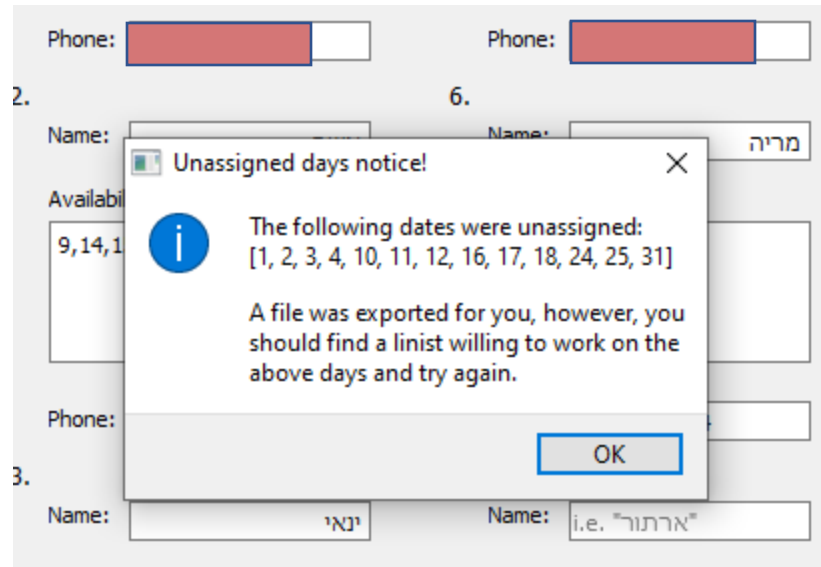 Phone:
Phone:
2.
6.
Name:
Name:
מריה
Unassigned days notice!
Availabi
9,14,1
The following dates were unassigned:
[1, 2, 3, 4, 10, 11, 12, 16, 17, 18, 24, 25, 31]
A file was exported for you, however, you
should find a linist willing to work on the
above days and try again.
Phone:
OK
3.
Name:
ינאי
Name:
i.e. "ארתור"